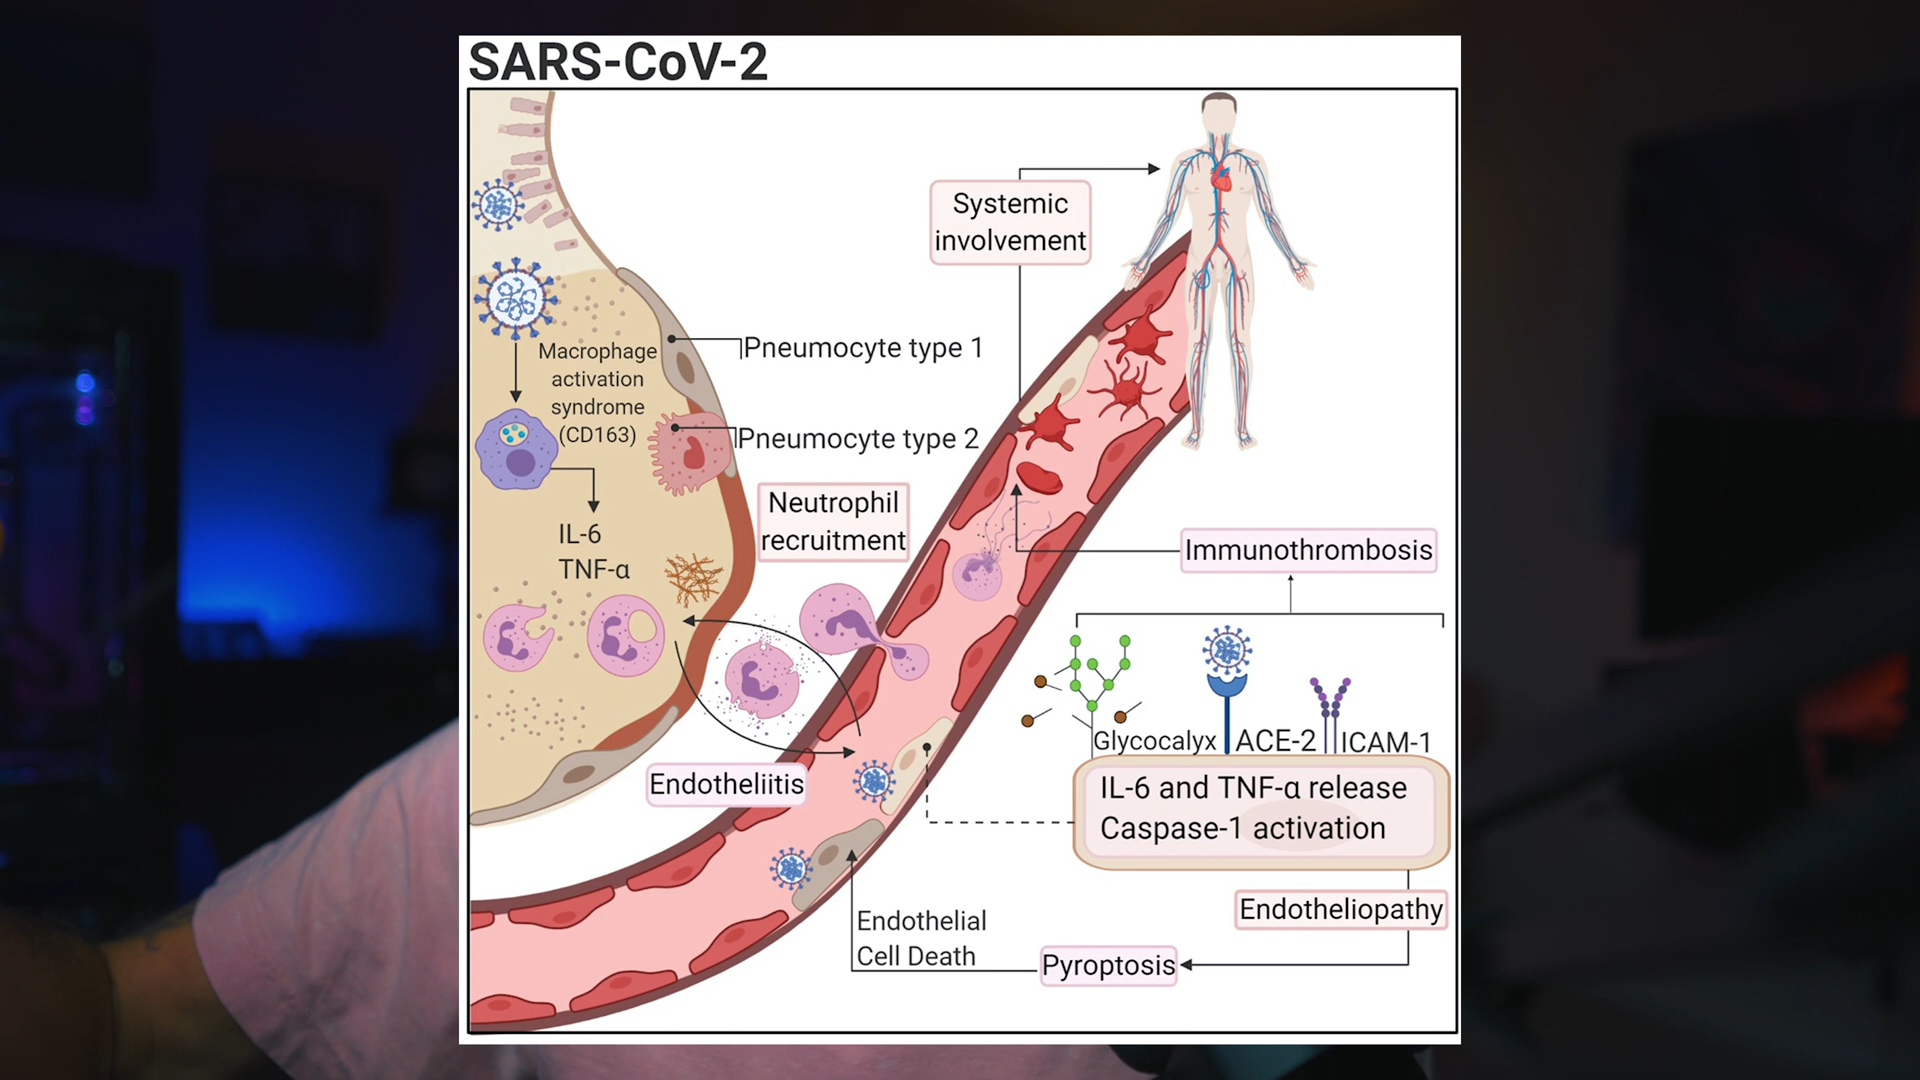 SARS-CoV-2
Systemic
involvement
Pneumocyte type 1
Macrophage
activation
syndrome
(CD163)
Pneumocyte type 2
Neutrophil
recruitment
IL-6
TNF-α
Immunothrombosis
Glycocalyx
ACE-2
ICAM-1
Endotheliitis
IL-6 and TNF-α release
Caspase-1 activation
Endotheliopathy
Endothelial
Cell Death
Pyroptosis